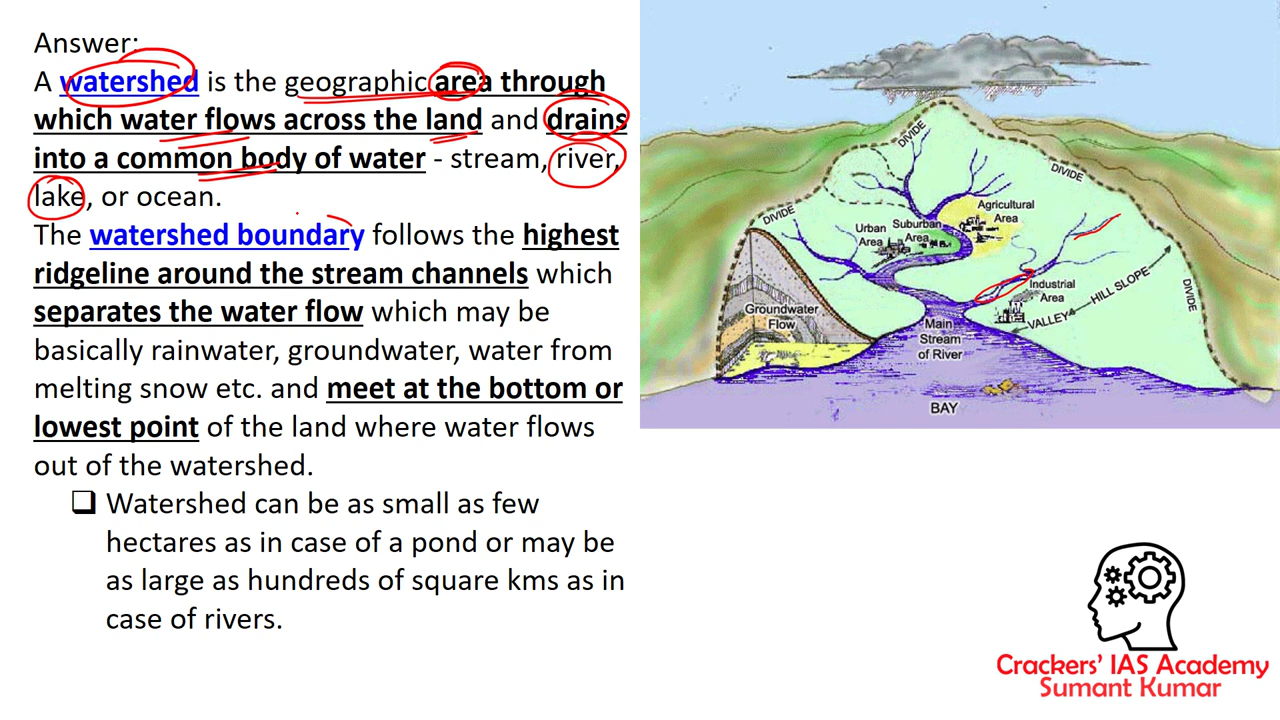 Answer:
A watershed is the geographic area through
which water flows across the land and drains
into a common body of water - stream, river,
lake, or ocean.
The watershed boundary follows the highest
ridgeline around the stream channels which
separates the water flow which may be
basically rainwater, groundwater, water from
melting snow etc. and meet at the bottom or
lowest point of the land where water flows
out of the watershed.
❑ Watershed can be as small as few
hectares as in case of a pond or may be
as large as hundreds of square kms as in
case of rivers.
DIVIDE
DIVIDE
DIVIDE
Agricultural
Area
Suburban
Area
Urban
Area
Industrial
Area
HILL SLOPE
VALLEY
DIVIDE
Groundwater
Flow
Main
Stream
of River
BAY
Crackers' IAS Academy
Sumant Kumar